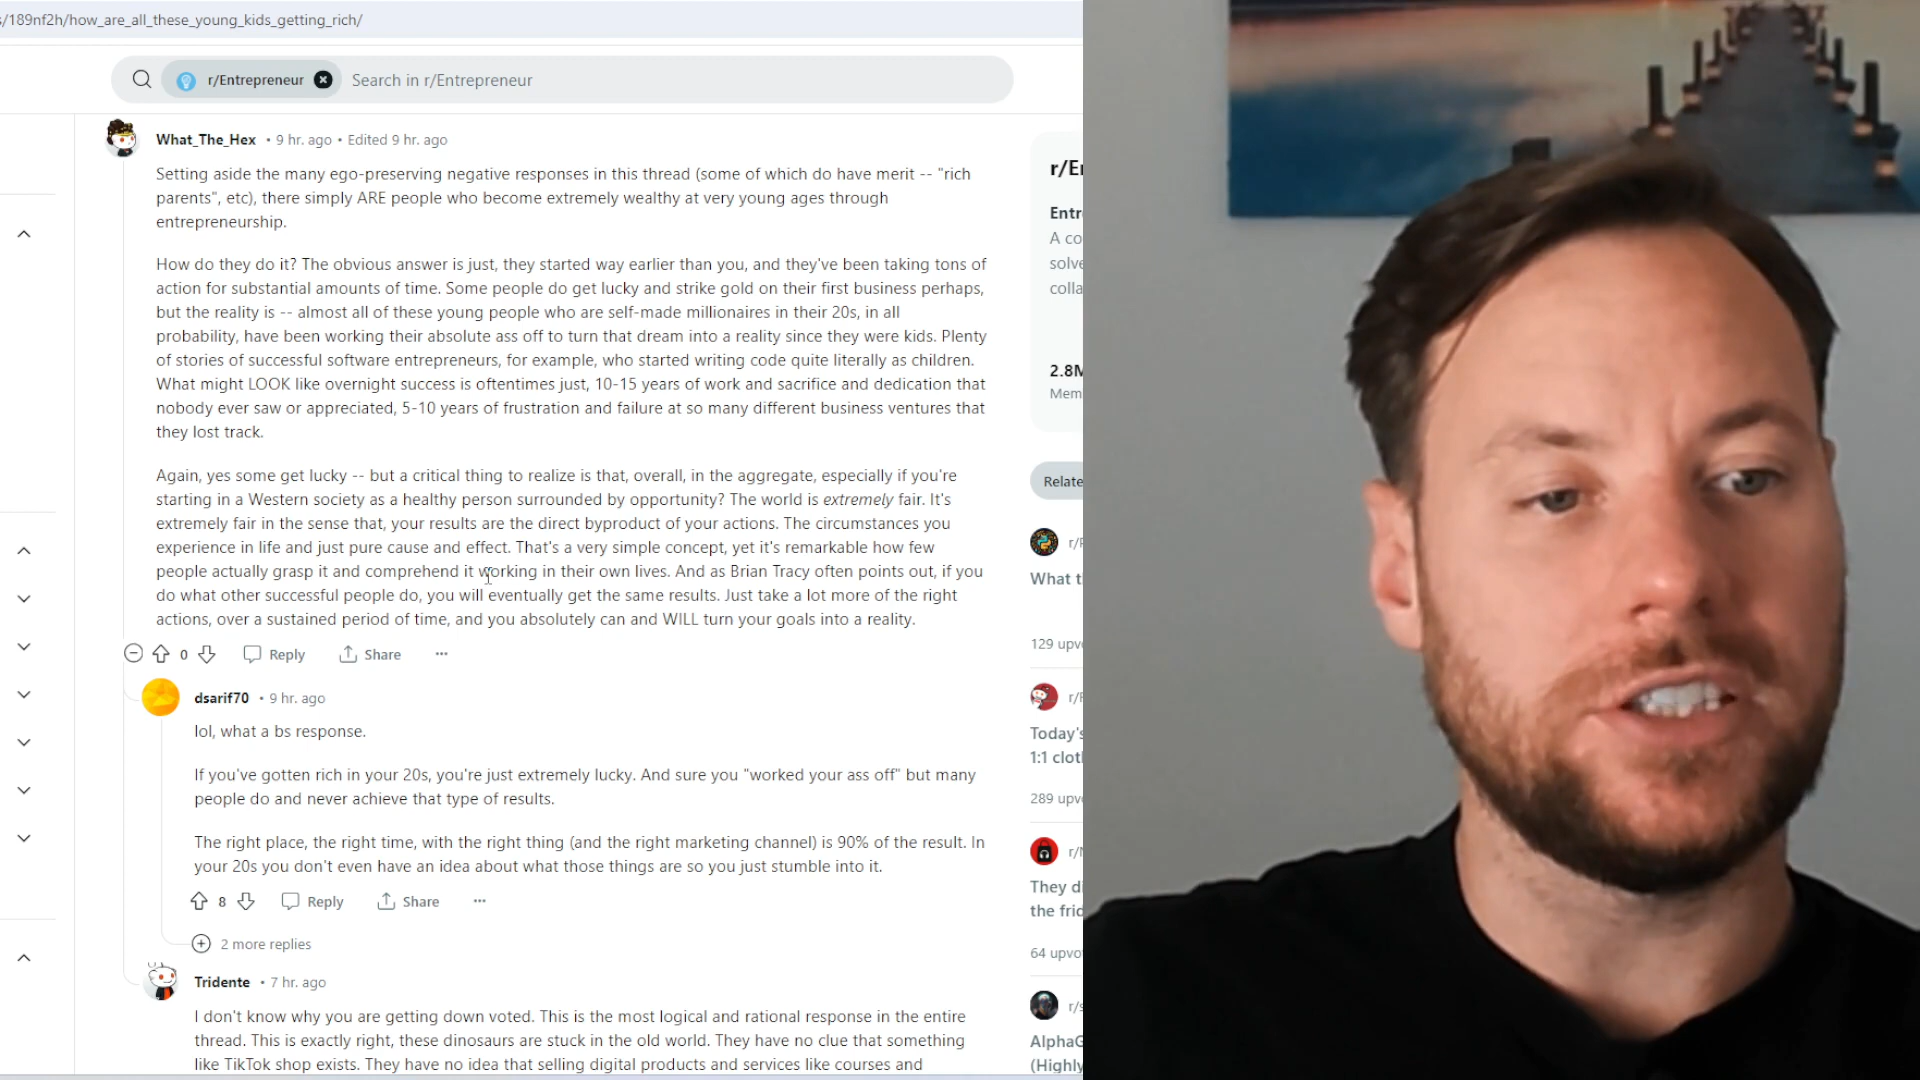 s/189nf2h/how_are_all_these_young_kids_getting_rich/
r/Entrepreneur
Search in r/Entrepreneur
What_The_Hex • 9 hr. ago • Edited 9 hr. ago
Setting aside the many ego-preserving negative responses in this thread (some of which do have merit -- "rich
parents", etc), there simply ARE people who become extremely wealthy at very young ages through
entrepreneurship.
How do they do it? The obvious answer is just, they started way earlier than you, and they've been taking tons of
action for substantial amounts of time. Some people do get lucky and strike gold on their first business perhaps,
but the reality is -- almost all of these young people who are self-made millionaires in their 20s, in all
probability, have been working their absolute ass off to turn that dream into a reality since they were kids. Plenty
of stories of successful software entrepreneurs, for example, who started writing code quite literally as children.
What might LOOK like overnight success is oftentimes just, 10-15 years of work and sacrifice and dedication that
nobody ever saw or appreciated, 5-10 years of frustration and failure at so many different business ventures that
they lost track.
Again, yes some get lucky -- but a critical thing to realize is that, overall, in the aggregate, especially if you're
starting in a Western society as a healthy person surrounded by opportunity? The world is extremely fair. It's
extremely fair in the sense that, your results are the direct byproduct of your actions. The circumstances you
experience in life and just pure cause and effect. That's a very simple concept, yet it's remarkable how few
people actually grasp it and comprehend it working in their own lives. And as Brian Tracy often points out, if you
do what other successful people do, you will eventually get the same results. Just take a lot more of the right
actions, over a sustained period of time, and you absolutely can and WILL turn your goals into a reality.
0 Reply Share
dsarif70 • 9 hr. ago
lol, what a bs response.
If you've gotten rich in your 20s, you're just extremely lucky. And sure you "worked your ass off" but many
people do and never achieve that type of results.
The right place, the right time, with the right thing (and the right marketing channel) is 90% of the result. In
your 20s you don't even have an idea about what those things are so you just stumble into it.
8 Reply Share
2 more replies
Tridente • 7 hr. ago
I don't know why you are getting down voted. This is the most logical and rational response in the entire
thread. This is exactly right, these dinosaurs are stuck in the old world. They have no clue that something
like TikTok shop exists. They have no idea that selling digital products and services like courses and
r/E
Entr
A co
solve
colla
2.8M
Mem
Relate
r/
What t
129 upv
r/
Today's
1:1 clot
289 upv
r/
They d
the frid
64 upvo
r/s
AlphaG
(Highly